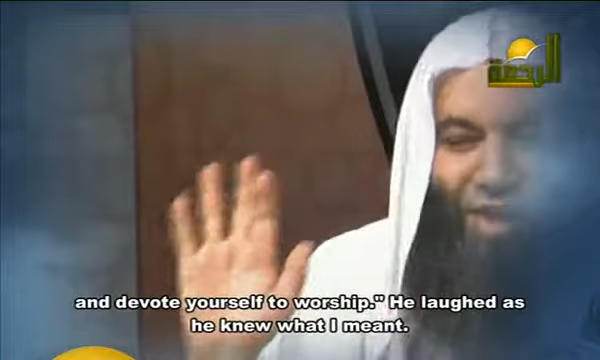 الرحمة
and devote yourself to worship." He laughed as
he knew what I meant.